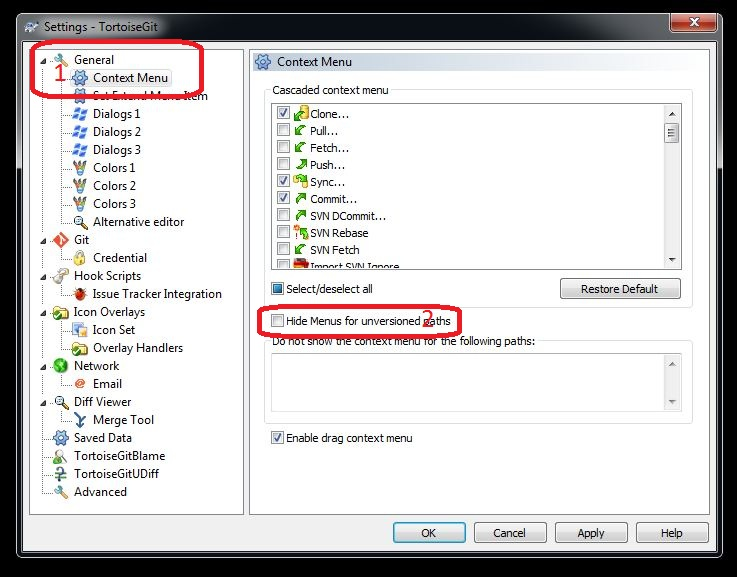 Settings - TortoiseGit
General
1
Context Menu
Set Extend Menu Item
Dialogs 1
Dialogs 2
Dialogs 3
Colors 1
Colors 2
Colors 3
Alternative editor
Git
Credential
Hook Scripts
Issue Tracker Integration
Icon Overlays
Icon Set
Overlay Handlers
Network
Email
Diff Viewer
Merge Tool
Saved Data
TortoiseGitBlame
TortoiseGitUDiff
Advanced
Context Menu
Cascaded context menu
Clone...
Pull...
Fetch...
Push...
Sync...
Commit...
SVN DCommit...
SVN Rebase
SVN Fetch
Import SVN Ignore
Select/deselect all
Restore Default
Hide Menus for unversioned paths
2
Do not show the context menu for the following paths:
Enable drag context menu
OK
Cancel
Apply
Help